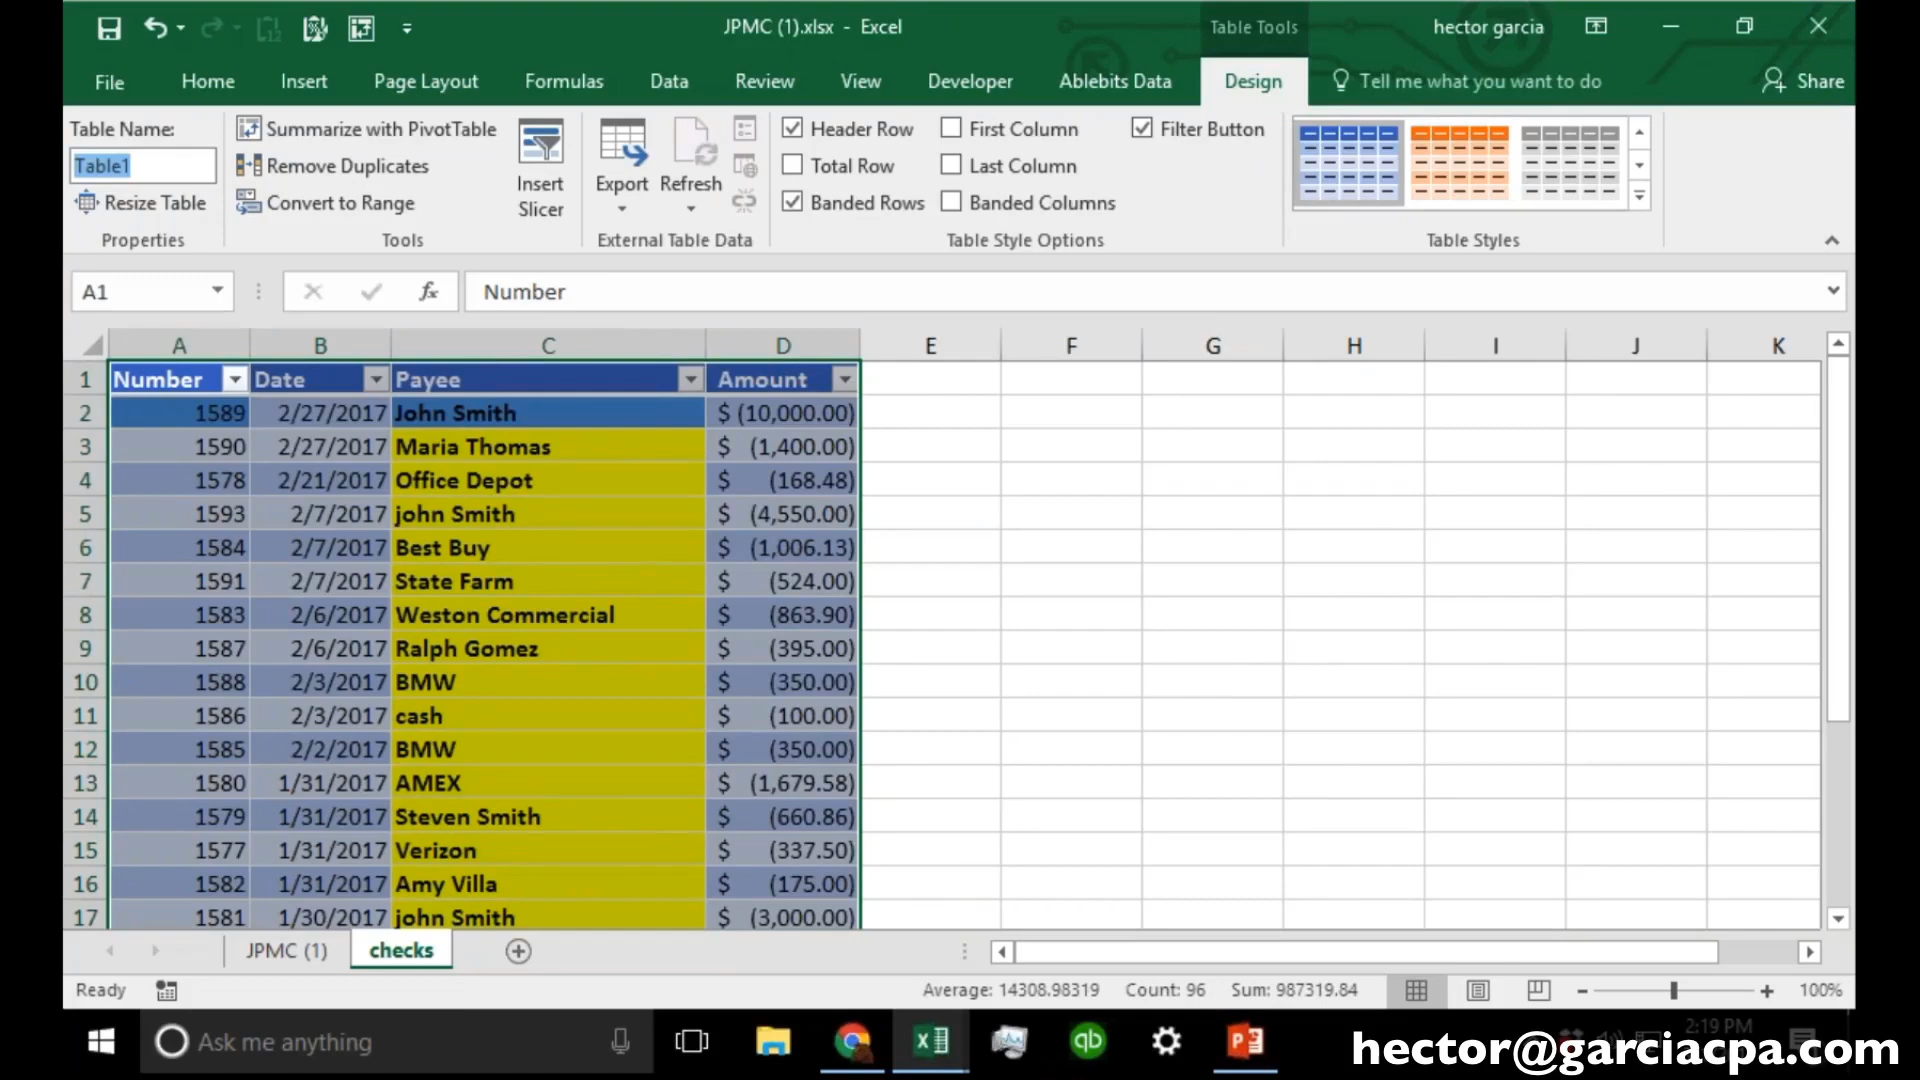 JPMC (1).xlsx - Excel
Table Tools
hector garcia
File Home Insert Page Layout Formulas Data Review View Developer Ablebits Data Design Tell me what you want to do Share
Table Name:
Table1
Resize Table
Properties
Summarize with PivotTable
Remove Duplicates
Convert to Range
Tools
Insert
Slicer
Export
Refresh
External Table Data
Header Row
First Column
Filter Button
Total Row
Last Column
Banded Rows
Banded Columns
Table Style Options
Table Styles
A1
fx
Number
A B C D E F G H I J K
1 Number Date Payee Amount
2 1589 2/27/2017 John Smith $ (10,000.00)
3 1590 2/27/2017 Maria Thomas $ (1,400.00)
4 1578 2/21/2017 Office Depot $ (168.48)
5 1593 2/7/2017 john Smith $ (4,550.00)
6 1584 2/7/2017 Best Buy $ (1,006.13)
7 1591 2/7/2017 State Farm $ (524.00)
8 1583 2/6/2017 Weston Commercial $ (863.90)
9 1587 2/6/2017 Ralph Gomez $ (395.00)
10 1588 2/3/2017 BMW $ (350.00)
11 1586 2/3/2017 cash $ (100.00)
12 1585 2/2/2017 BMW $ (350.00)
13 1580 1/31/2017 AMEX $ (1,679.58)
14 1579 1/31/2017 Steven Smith $ (660.86)
15 1577 1/31/2017 Verizon $ (337.50)
16 1582 1/31/2017 Amy Villa $ (175.00)
17 1581 1/30/2017 john Smith $ (3,000.00)
JPMC (1) checks
Ready
Average: 14308.98319 Count: 96 Sum: 987319.84
100%
Ask me anything
qb
2:19 PM
hector@garciacpa.com